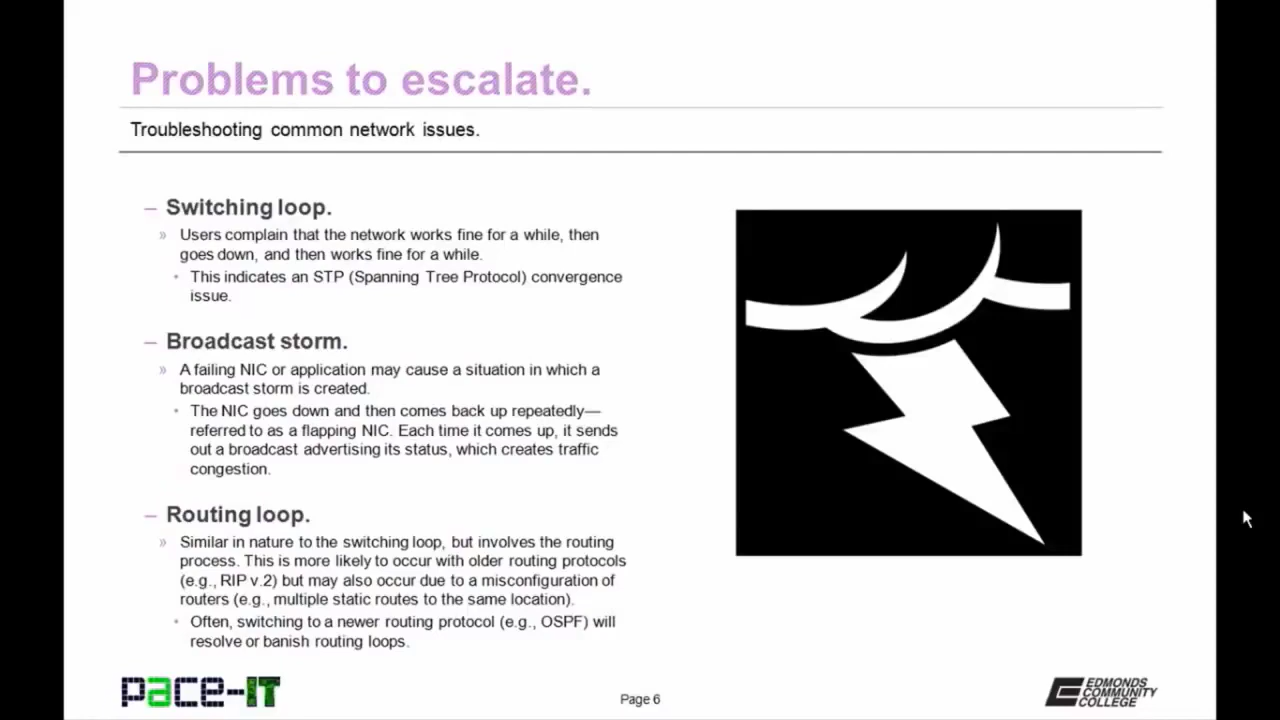 Problems to escalate.
Troubleshooting common network issues.
– Switching loop.
» Users complain that the network works fine for a while, then
goes down, and then works fine for a while.
• This indicates an STP (Spanning Tree Protocol) convergence
issue.
– Broadcast storm.
» A failing NIC or application may cause a situation in which a
broadcast storm is created.
• The NIC goes down and then comes back up repeatedly—
referred to as a flapping NIC. Each time it comes up, it sends
out a broadcast advertising its status, which creates traffic
congestion.
– Routing loop.
» Similar in nature to the switching loop, but involves the routing
process. This is more likely to occur with older routing protocols
(e.g., RIP v.2) but may also occur due to a misconfiguration of
routers (e.g., multiple static routes to the same location).
• Often, switching to a newer routing protocol (e.g., OSPF) will
resolve or banish routing loops.
pace-IT
Page 6
EDMONDS
COMMUNITY
COLLEGE